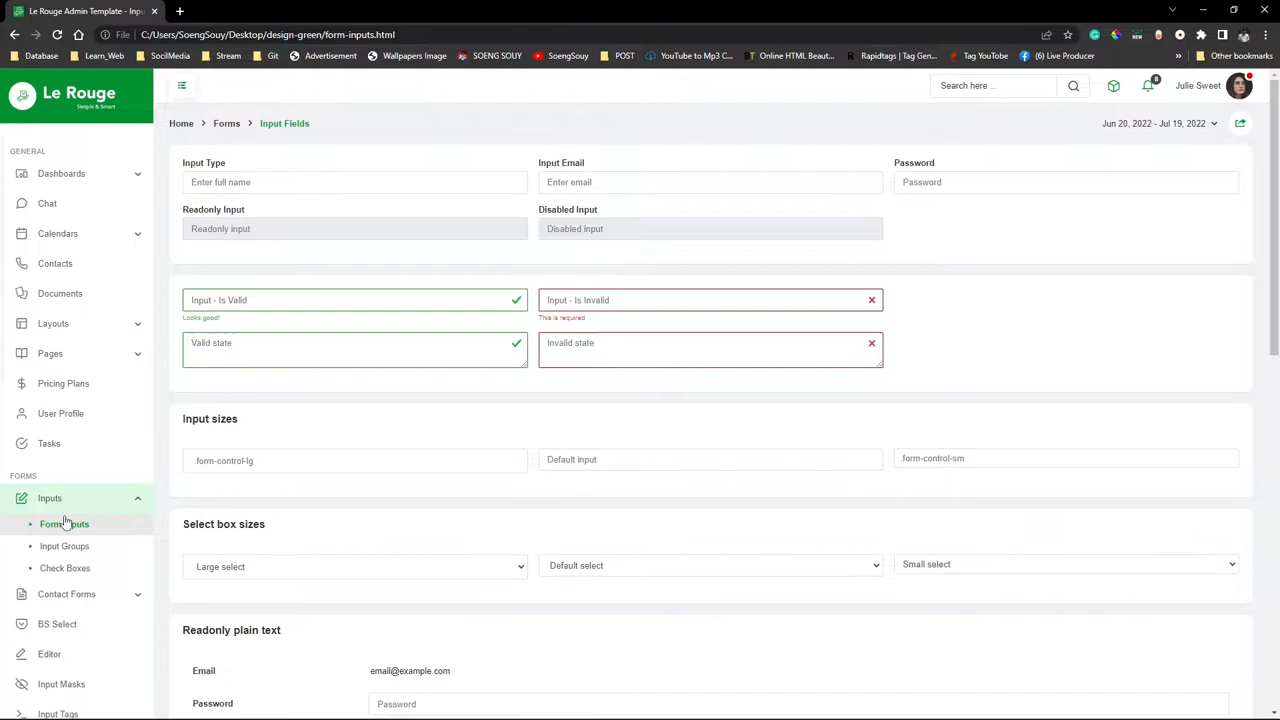 Le Rouge Admin Template - Inpu
File
C:/Users/SoengSouy/Desktop/design-green/form-inputs.html
Database
Learn_Web
SocilMedia
Stream
Git
Advertisement
Wallpapers Image
SOENG SOUY
SoengSouy
POST
YouTube to Mp3 C...
Online HTML Beaut...
Rapidtags | Tag Gen...
Tag YouTube
(8) Live Producer
»
Other bookmarks
Le Rouge
Simple & Smart
Search here ...
8
Julie Sweet
Home
Forms
Input Fields
Jun 20, 2022 - Jul 19, 2022
GENERAL
Dashboards
Chat
Calendars
Contacts
Documents
Layouts
Pages
Pricing Plans
User Profile
Tasks
FORMS
Inputs
Form Inputs
Input Groups
Check Boxes
Contact Forms
BS Select
Editor
Input Masks
Input Tags
Input Type
Input Email
Password
Enter full name
Enter email
Password
Readonly Input
Disabled Input
Readonly input
Disabled input
Input - Is Valid
Input - Is Invalid
Looks good!
This is required
Valid state
Invalid state
Input sizes
.form-control-lg
Default input
.form-control-sm
Select box sizes
Large select
Default select
Small select
Readonly plain text
Email
email@example.com
Password
Password